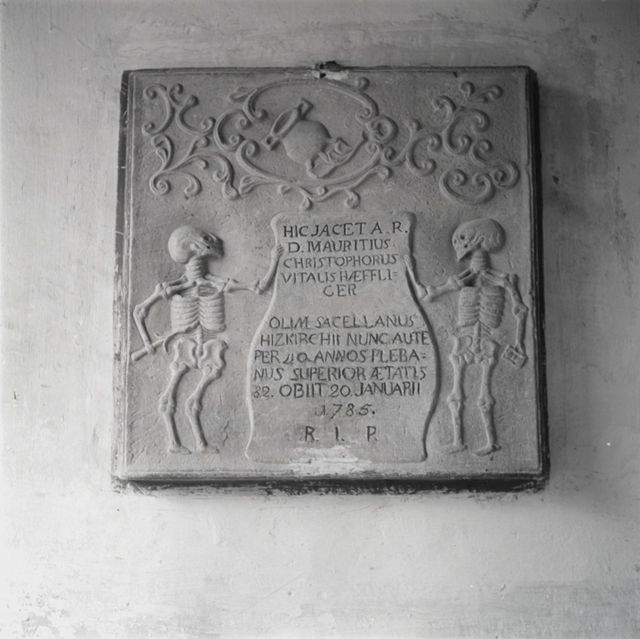 HIC JACET A. R.
D. MAURITIUS
CHRISTOPHORUS
VITALIS HÆFFLI-
GER
OLIM SACELLANUS
HIZKIRCHII NUNC AUTE
PER 40 ANNOS PLEBA=
NUS SUPERIOR ÆTATIS
82. OBIIT 20. JANUARII
1785.
R. I. P.